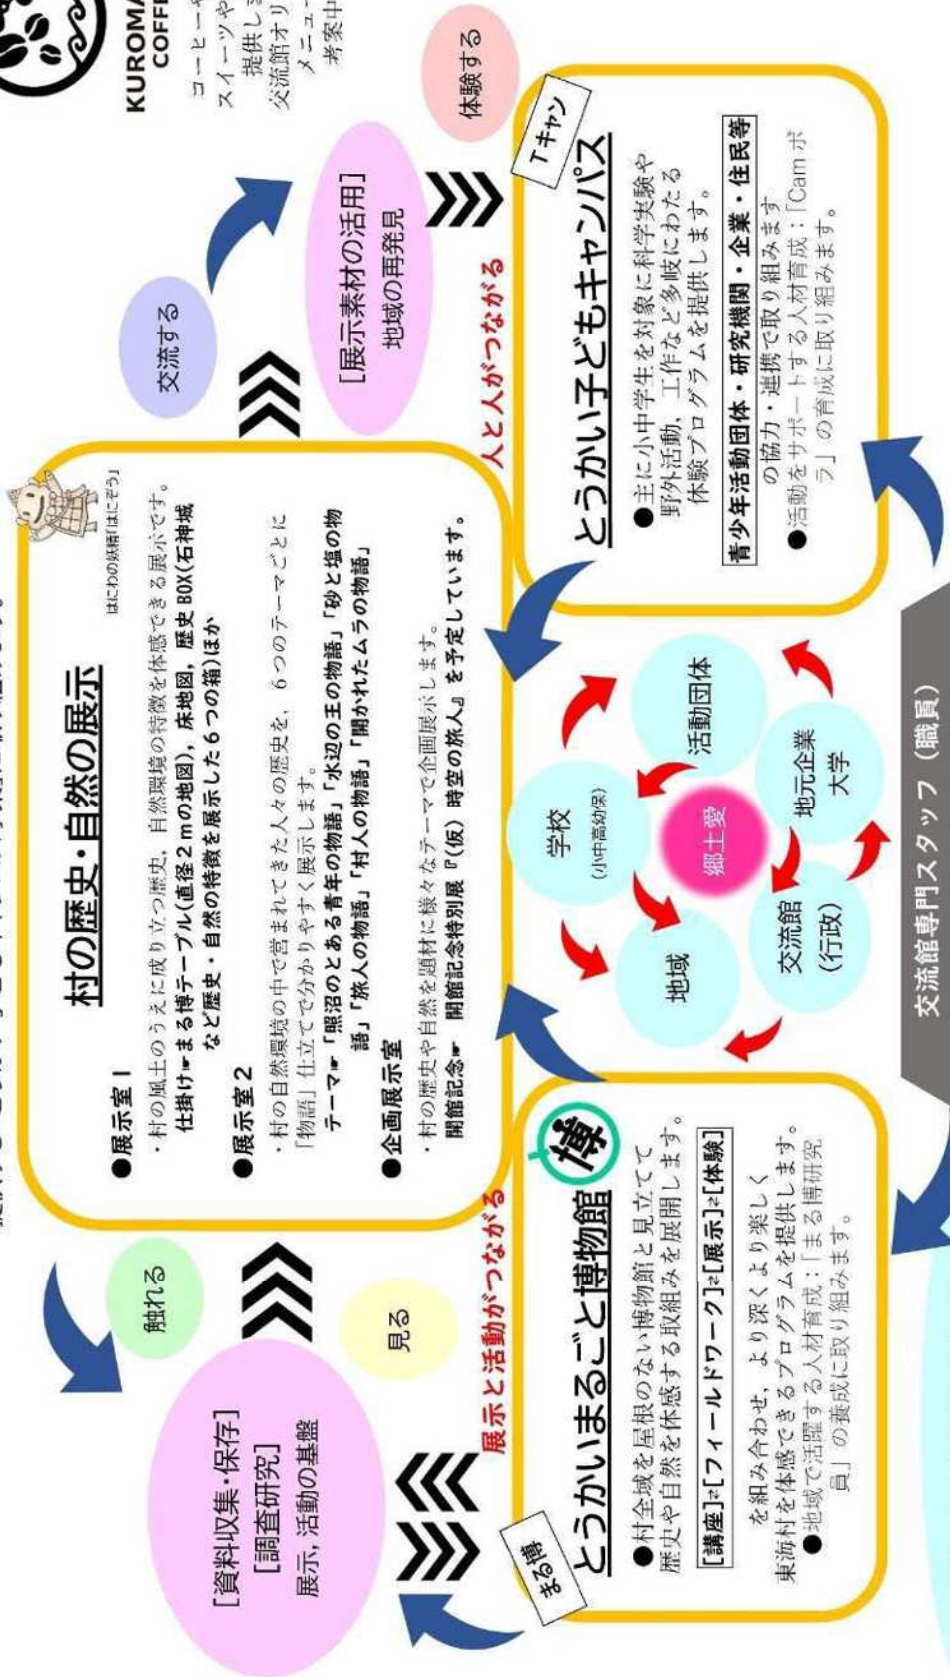 村の歴史・自然の展示
はにわの妖精「はにぞう」
●展示室1
・村の風土のうえに成り立つ歴史，自然環境の特徴を体感できる展示です。
仕掛け☞まる博テーブル(直径2mの地図)，床地図，歴史BOX(石神城
など歴史・自然の特徴を展示した6つの箱)ほか
●展示室2
・村の自然環境の中で営まれてきた人々の歴史を，6つのテーマごとに
「物語」仕立てで分かりやすく展示します。
テーマ☞「照沼のとある青年の物語」「水辺の王の物語」「砂と塩の物
語」「旅人の物語」「村人の物語」「開かれたムラの物語」
●企画展示室
・村の歴史や自然を題材に様々なテーマで企画展示します。
開館記念☞ 開館記念特別展『(仮）時空の旅人』を予定しています。
触れる
[資料収集・保存]
[調査研究]
展示，活動の基盤
見る
展示と活動がつながる
交流する
[展示素材の活用]
地域の再発見
体験する
人と人がつながる
KUROMA
COFFE
コーヒーや
スイーツや
提供しま
交流館オリ
メニュー
考案中
まる博
とうかいまるごと博物館
博
●村全域を屋根のない博物館と見立てて
歴史や自然を体感する取組みを展開します。
[講座]⇄[フィールドワーク]⇄[展示]⇄[体験]
を組み合わせ，より深くより楽しく
東海村を体感できるプログラムを提供します。
●地域で活躍する人材育成：「まる博研究
員」の養成に取り組みます。
学校
(小中高幼保)
活動団体
地域
郷土愛
地元企業
大学
交流館
(行政)
Tキャン
とうかい子どもキャンパス
●主に小中学生を対象に科学実験や
野外活動，工作など多岐にわたる
体験プログラムを提供します。
青少年活動団体・研究機関・企業・住民等
の協力・連携で取り組みます
●活動をサポートする人材育成：「Camボ
ラ」の育成に取り組みます。
交流館専門スタッフ（職員）